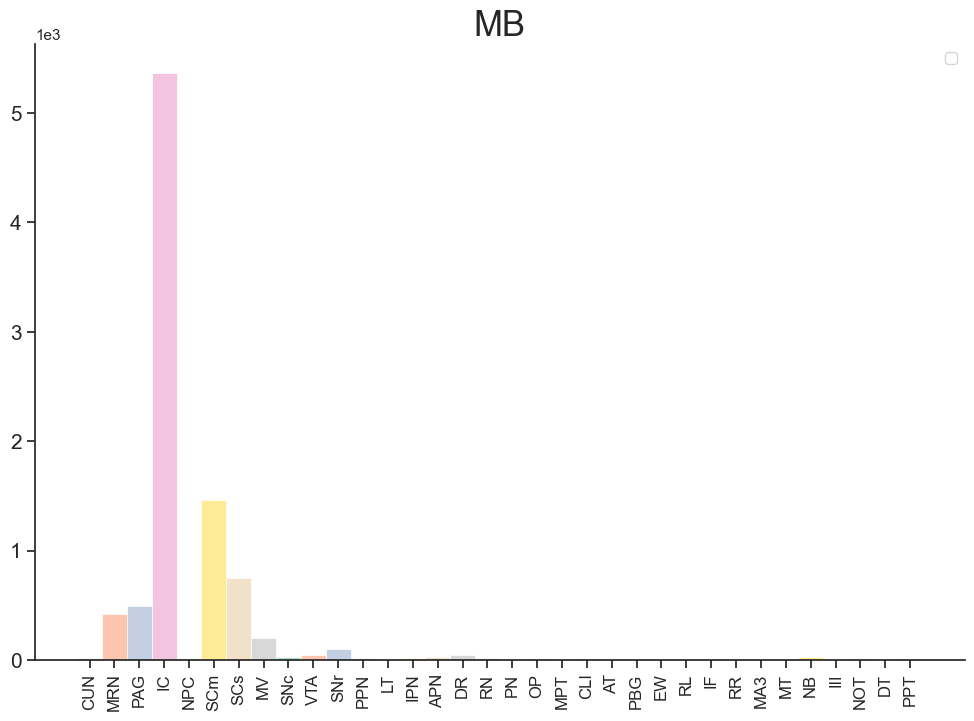 MB
1e3
5
4
3
2
1
0
CUN MRN PAG IC NPC SCm SCs MV SNc VTA SNr PPN LT IPN APN DR RN PN OP MPT CLI AT PBG EW RL IF RR MA3 MT NB III NOT DT PPT